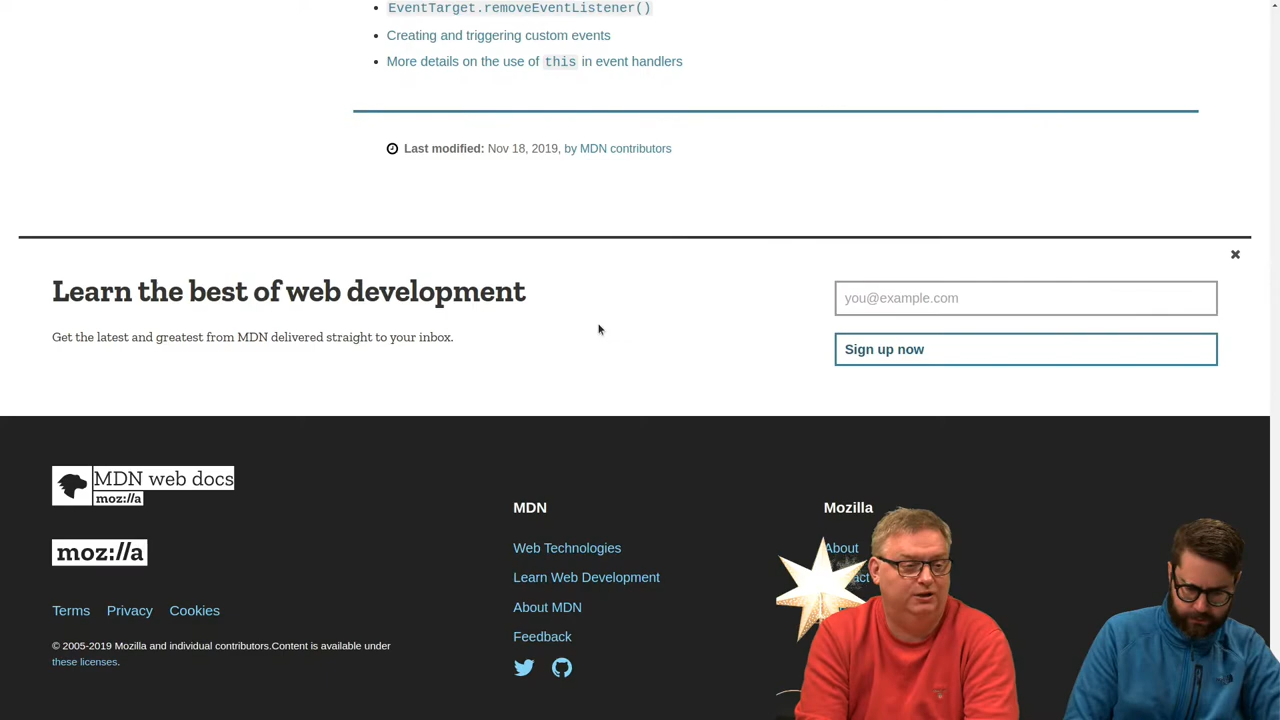 EventTarget.removeEventListener()
Creating and triggering custom events
More details on the use of this in event handlers
Last modified: Nov 18, 2019, by MDN contributors
Learn the best of web development
Get the latest and greatest from MDN delivered straight to your inbox.
you@example.com
Sign up now
MDN web docs
moz://a
moz://a
Terms Privacy Cookies
© 2005-2019 Mozilla and individual contributors.Content is available under
these licenses.
MDN
Web Technologies
Learn Web Development
About MDN
Feedback
Mozilla
About